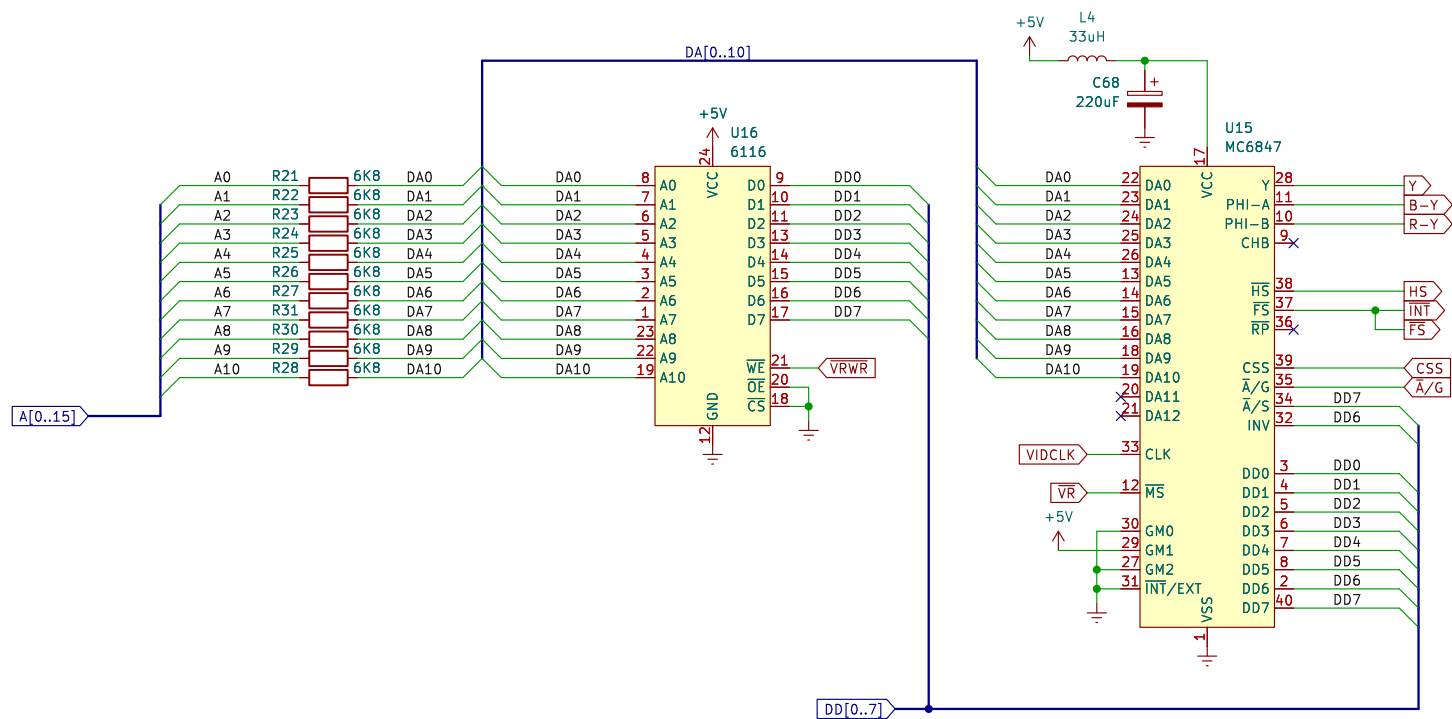 +5V
L4
33uH
DA[0..10]
C68
+
220uF
+5V
U16
6116
U15
MC6847
24
VCC
17
VCC
A0 R21 6K8 DA0 DA0 8 A0 D0 9 DD0 DA0 22 DA0 Y 28 Y
A1 R22 6K8 DA1 DA1 7 A1 D1 10 DD1 DA1 23 DA1 PHI-A 11 B-Y
A2 R23 6K8 DA2 DA2 6 A2 D2 11 DD2 DA2 24 DA2 PHI-B 10 R-Y
A3 R24 6K8 DA3 DA3 5 A3 D3 13 DD3 DA3 25 DA3 CHB 9
A4 R25 6K8 DA4 DA4 4 A4 D4 14 DD4 DA4 26 DA4
A5 R26 6K8 DA5 DA5 3 A5 D5 15 DD5 DA5 13 DA5
A6 R27 6K8 DA6 DA6 2 A6 D6 16 DD6 DA6 14 DA6 HS 38 HS
A7 R31 6K8 DA7 DA7 1 A7 D7 17 DD7 DA7 15 DA7 FS 37 INT
A8 R30 6K8 DA8 DA8 23 A8 DA8 16 DA8 RP 36 FS
A9 R29 6K8 DA9 DA9 22 A9 WE 21 VRWR DA9 18 DA9 CSS 39 CSS
A10 R28 6K8 DA10 DA10 19 A10 OE 20 DA10 19 DA10 A/G 35 A/G
CS 18 20 DA11 A/S 34 DD7
A[0..15] GND 21 DA12 INV 32 DD6
12
VIDCLK 33 CLK
DD0 3 DD0
VR 12 MS DD1 4 DD1
DD2 5 DD2
+5V
30 GM0 DD3 6 DD3
29 GM1 DD4 7 DD4
27 GM2 DD5 8 DD5
31 INT/EXT DD6 2 DD6
DD7 40 DD7
VSS
1
DD[0..7]